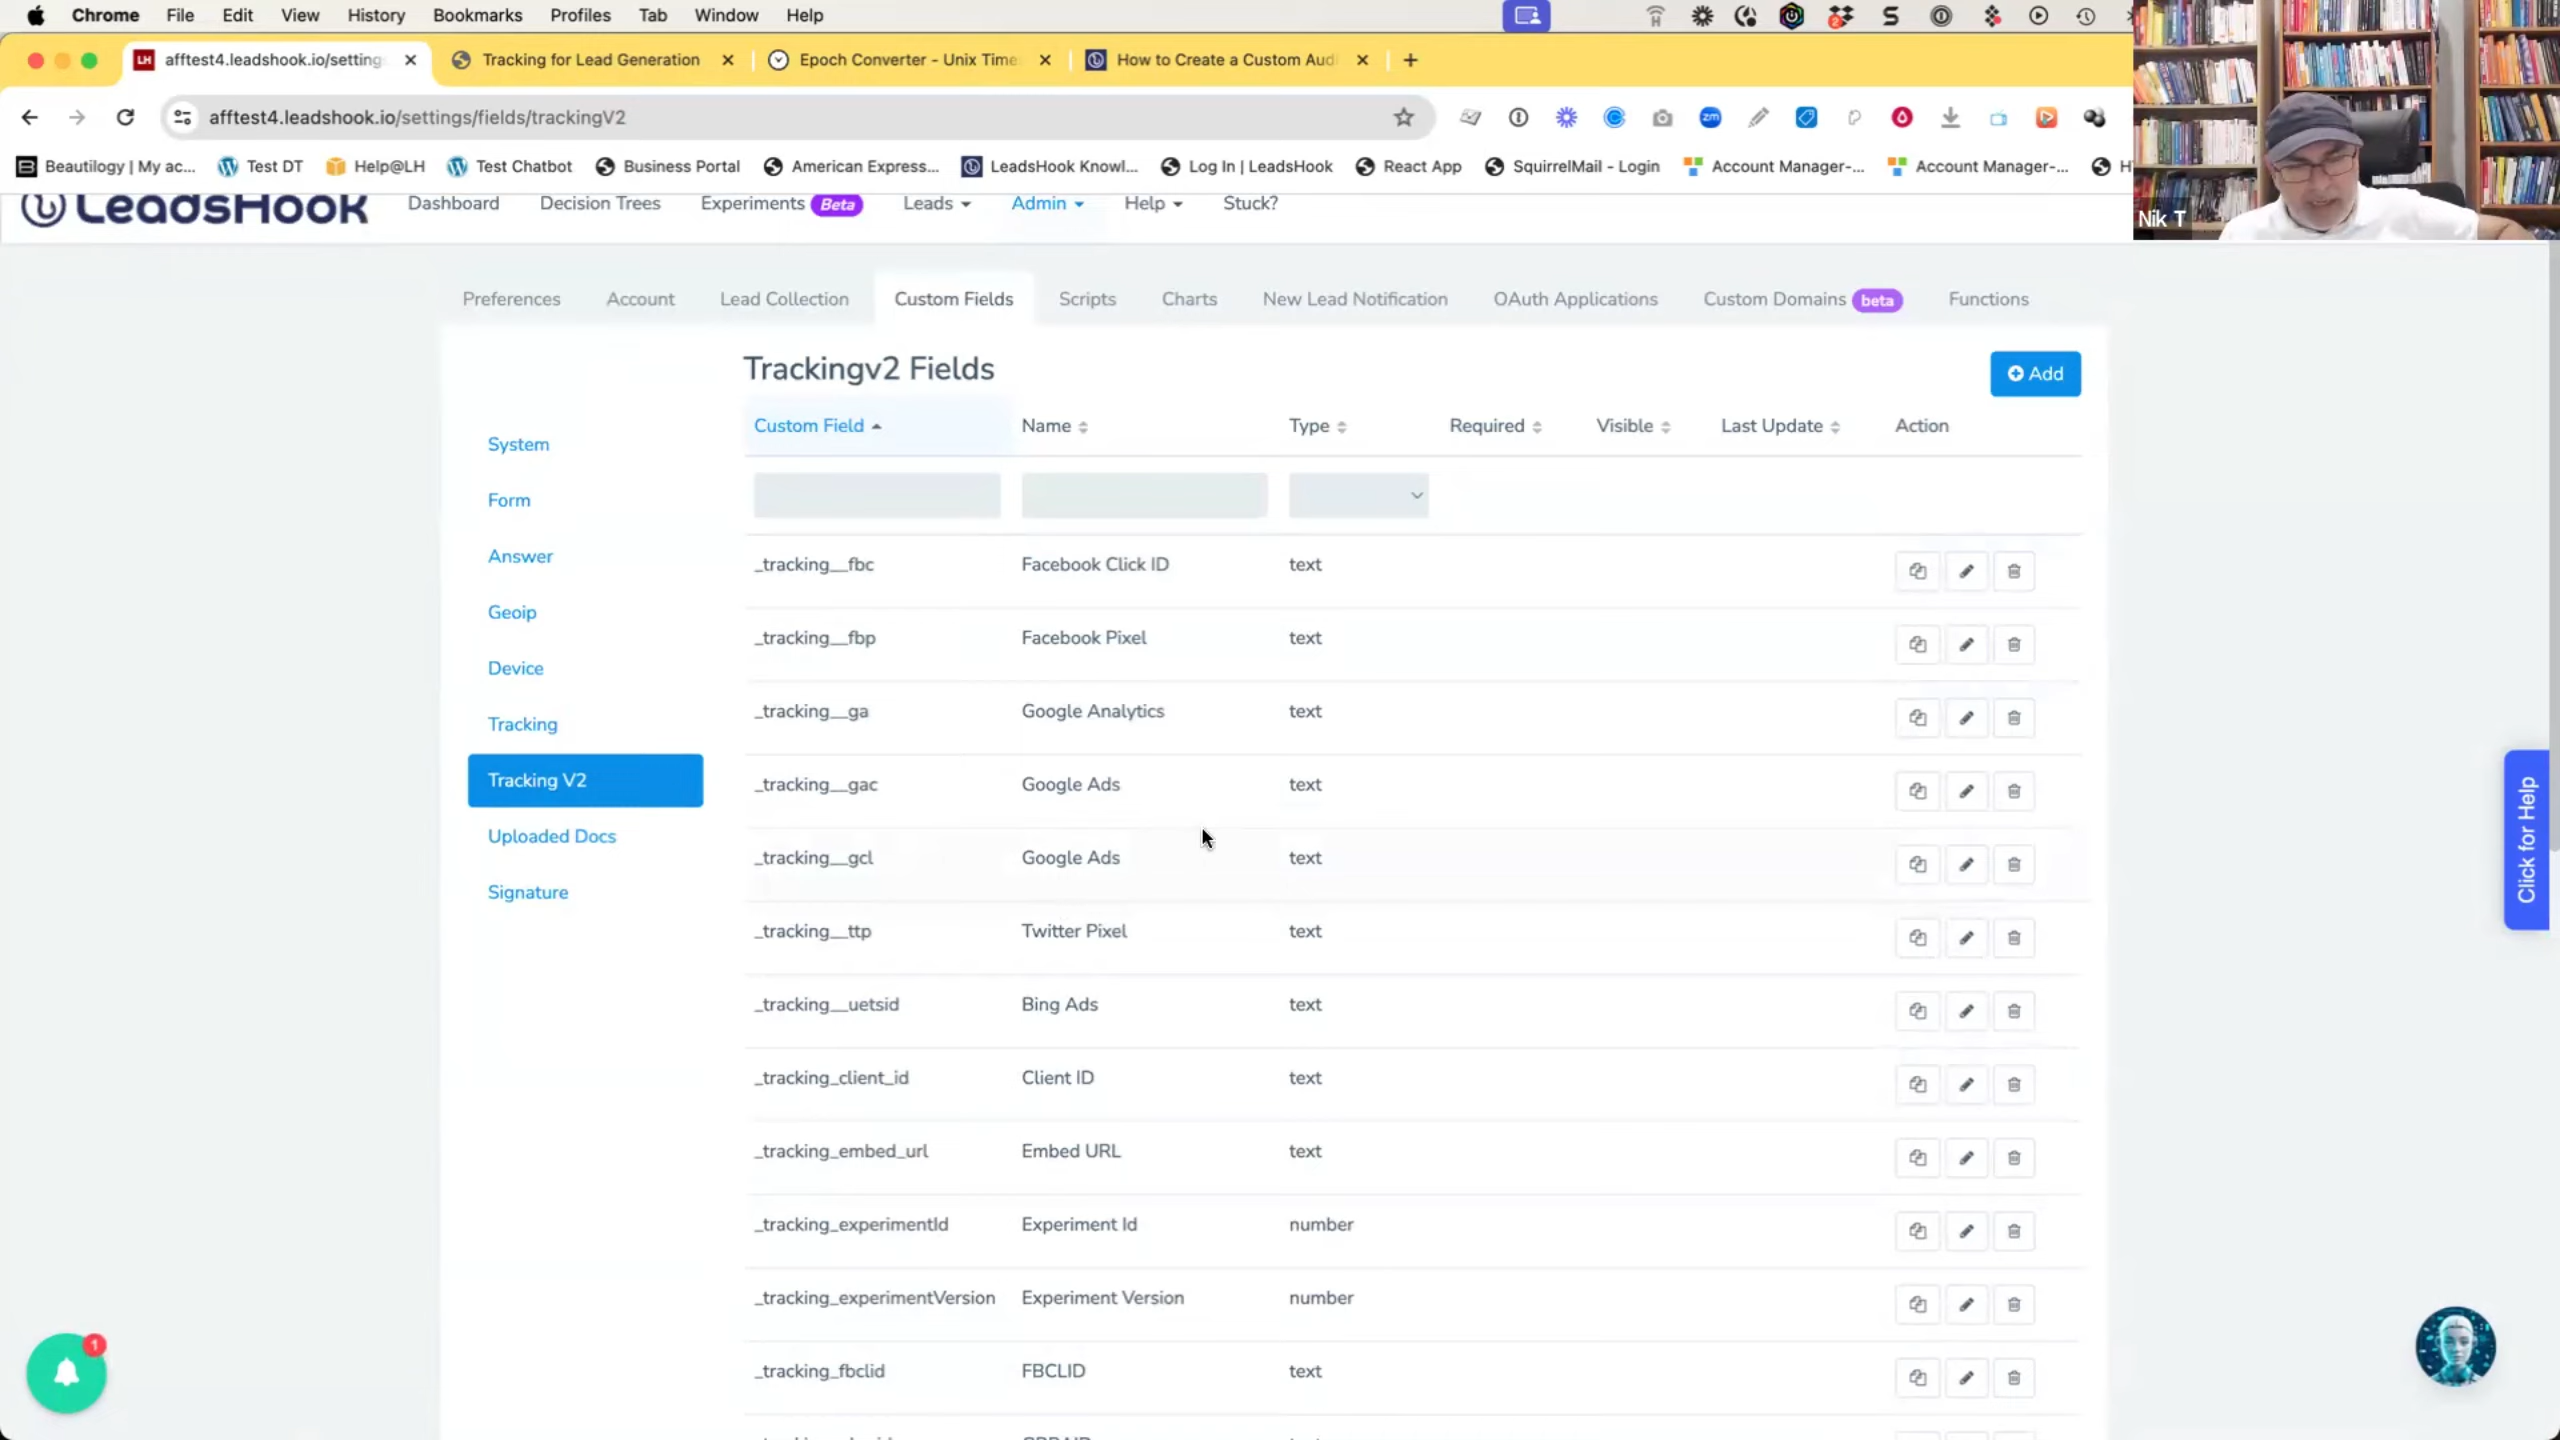 Chrome File Edit View History Bookmarks Profiles Tab Window Help
afftest4.leadshook.io/setting
Tracking for Lead Generation
Epoch Converter - Unix Time
How to Create a Custom Aud
afftest4.leadshook.io/settings/fields/trackingV2
Beautilogy | My ac...
Test DT
Help@LH
Test Chatbot
Business Portal
American Express...
LeadsHook Knowl...
Log In | LeadsHook
React App
SquirrelMail - Login
Account Manager-...
Account Manager-...
Nik T
LeadsHook
Dashboard Decision Trees Experiments Beta Leads Admin Help Stuck?
Preferences Account Lead Collection Custom Fields Scripts Charts New Lead Notification OAuth Applications Custom Domains beta Functions
Trackingv2 Fields
Add
System
Form
Answer
Geoip
Device
Tracking
Tracking V2
Uploaded Docs
Signature
Custom Field Name Type Required Visible Last Update Action
_tracking__fbc Facebook Click ID text
_tracking__fbp Facebook Pixel text
_tracking__ga Google Analytics text
_tracking__gac Google Ads text
_tracking__gcl Google Ads text
_tracking__ttp Twitter Pixel text
_tracking__uetsid Bing Ads text
_tracking_client_id Client ID text
_tracking_embed_url Embed URL text
_tracking_experimentId Experiment Id number
_tracking_experimentVersion Experiment Version number
_tracking_fbclid FBCLID text
Click for Help
1